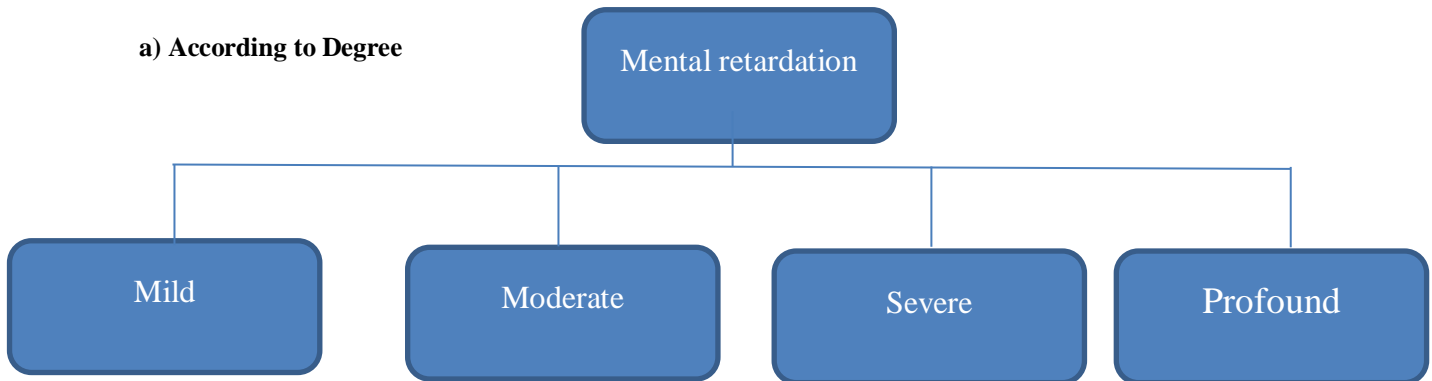 a) According to Degree
Mental retardation
Mild
Moderate
Severe
Profound